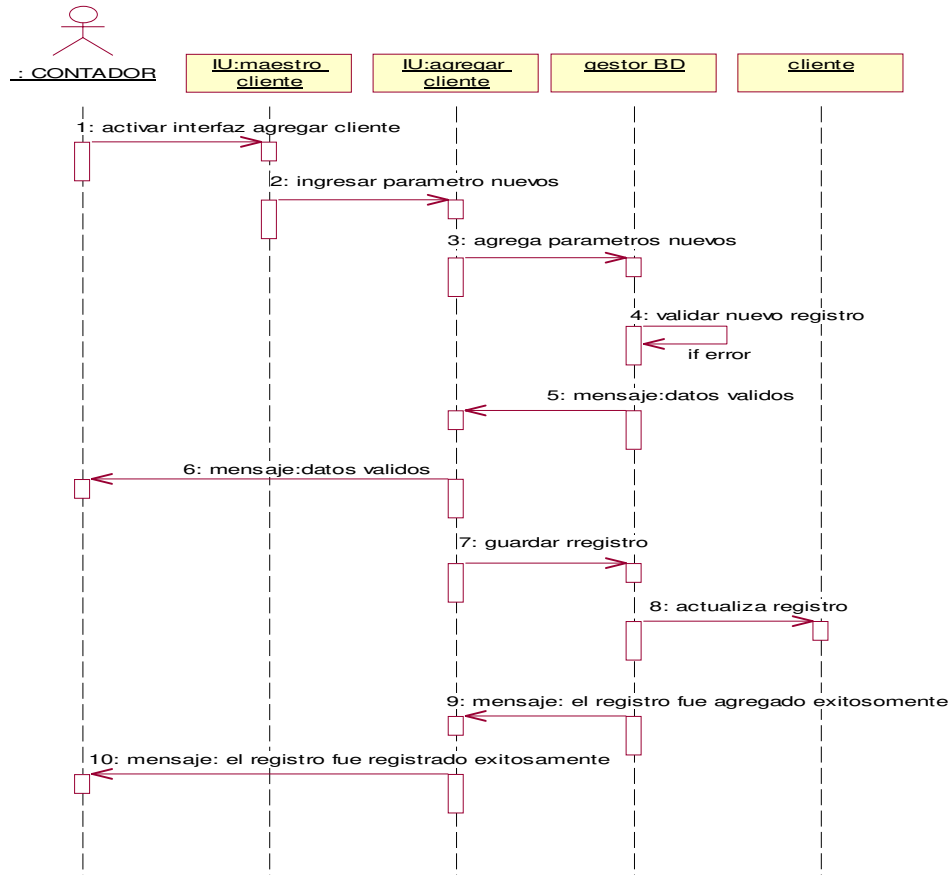 : CONTADOR
IU:maestro
cliente
IU:agregar
cliente
gestor BD
cliente
1: activar interfaz agregar cliente
2: ingresar parametro nuevos
3: agrega parametros nuevos
4: validar nuevo registro
if error
5: mensaje:datos validos
6: mensaje:datos validos
7: guardar rregistro
8: actualiza registro
9: mensaje: el registro fue agregado exitosomente
10: mensaje: el registro fue registrado exitosamente